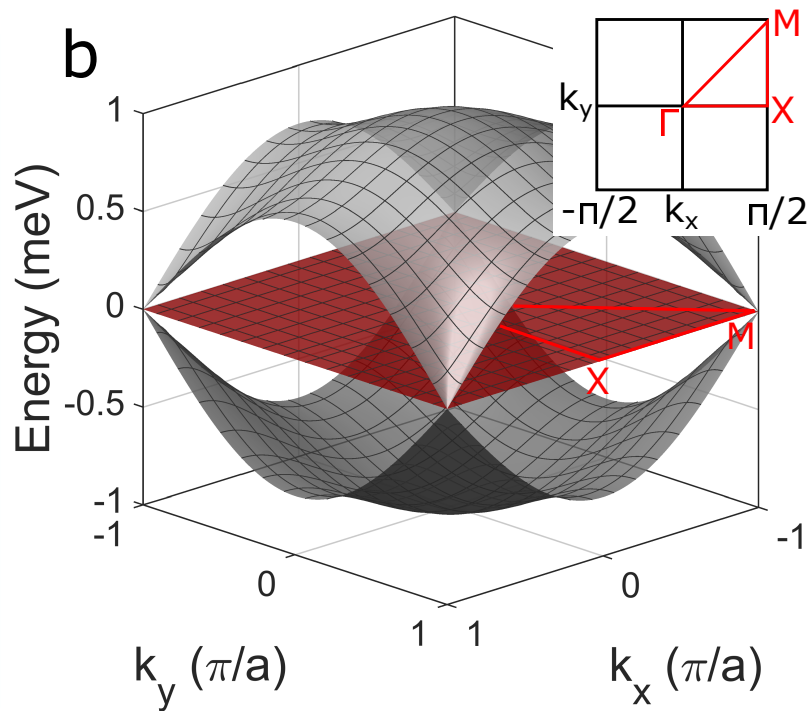 b
M
k_y
Γ
X
-π/2 k_x π/2
Energy (meV)
1
0.5
0
-0.5
-1
M
X
-1
0
1
1
0
-1
k_y (π/a)
k_x (π/a)